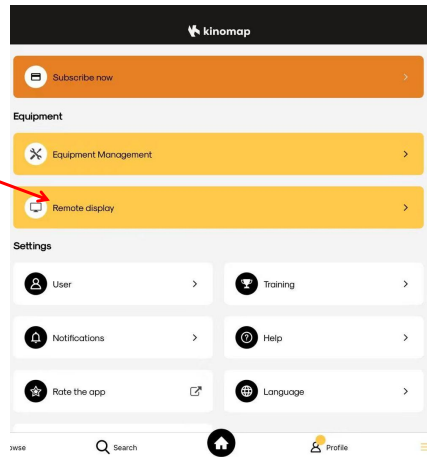 kinomap
Subscribe now
Equipment
Equipment Management
Remote display
Settings
User
Training
Notifications
Help
Rate the app
Language
owse
Search
Profile